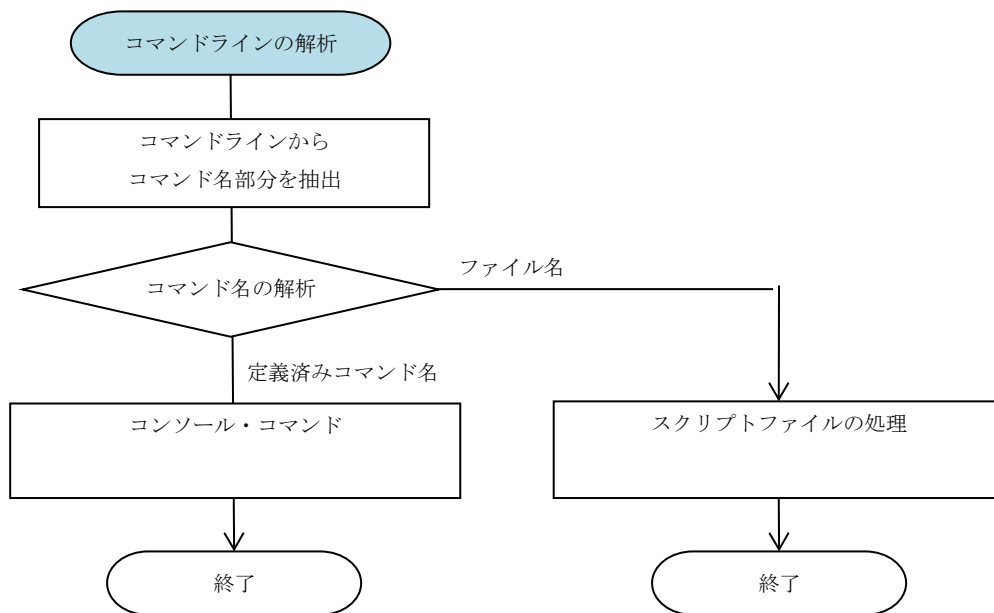 コマンドラインの解析
コマンドラインから
コマンド名部分を抽出
コマンド名の解析
ファイル名
定義済みコマンド名
コンソール・コマンド
スクリプトファイルの処理
終了
終了